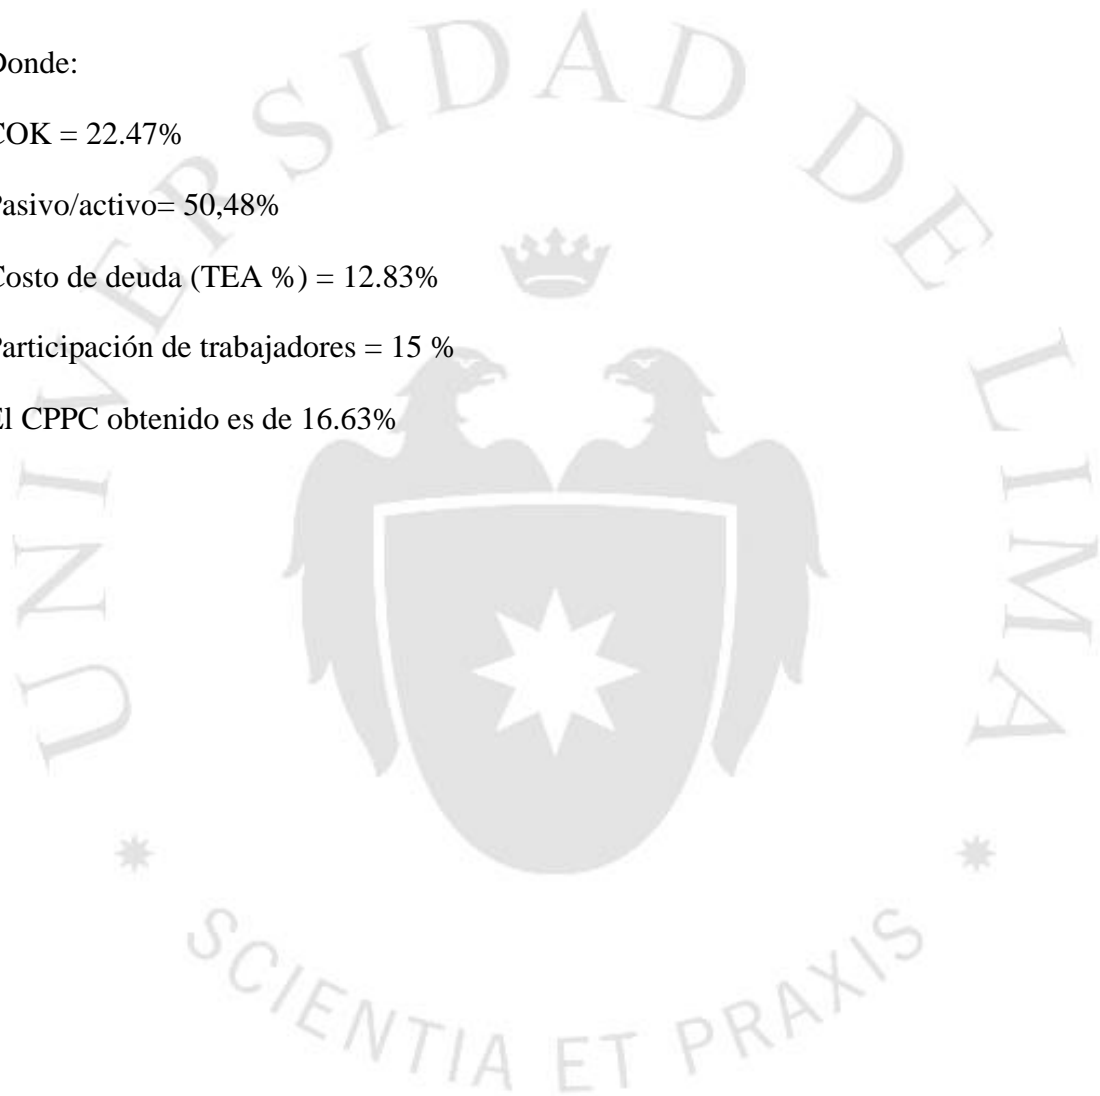 Donde:
COK = 22.47%
Pasivo/activo= 50,48%
Costo de deuda (TEA %) = 12.83%
Participación de trabajadores = 15 %
El CPPC obtenido es de 16.63%
UNIVERSIDAD DE LIMA
SCIENTIA ET PRAXIS